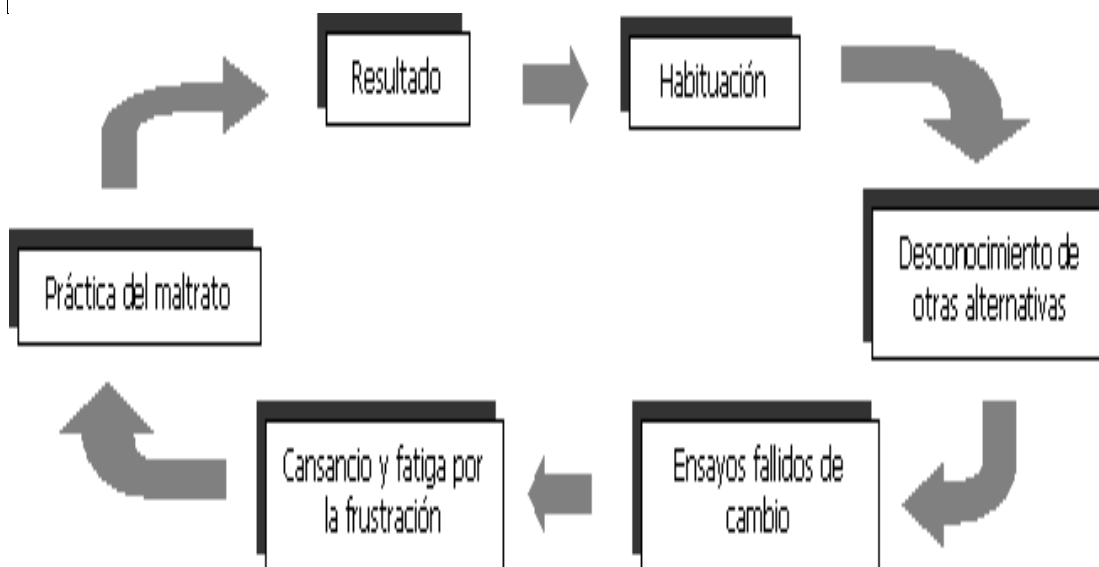 Resultado
Habituación
Desconocimiento de
otras alternativas
Ensayos fallidos de
cambio
Cansancio y fatiga por
la frustración
Práctica del maltrato